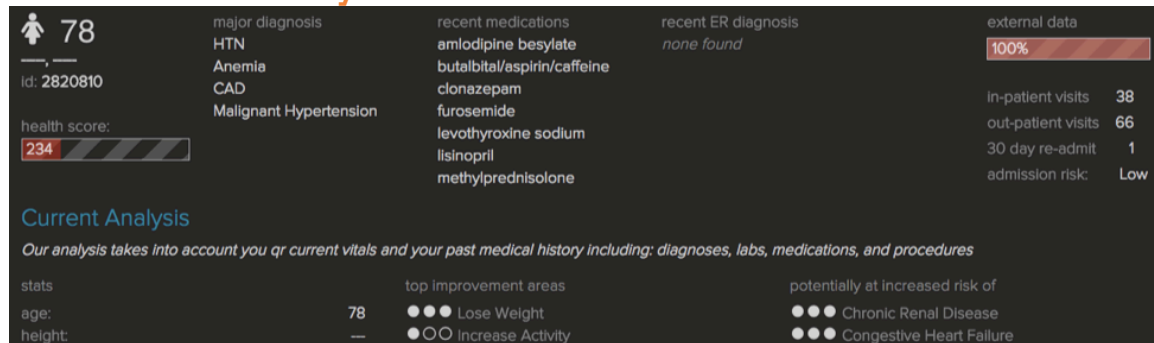 78
—, —
id: 2820810
health score:
234
major diagnosis
HTN
Anemia
CAD
Malignant Hypertension
recent medications
amlodipine besylate
butalbital/aspirin/caffeine
clonazepam
furosemide
levothyroxine sodium
lisinopril
methylprednisolone
recent ER diagnosis
none found
external data
100%
in-patient visits 38
out-patient visits 66
30 day re-admit 1
admission risk: Low
Current Analysis
Our analysis takes into account you qr current vitals and your past medical history including: diagnoses, labs, medications, and procedures
stats
age: 78
height: —
top improvement areas
Lose Weight
Increase Activity
potentially at increased risk of
Chronic Renal Disease
Congestive Heart Failure